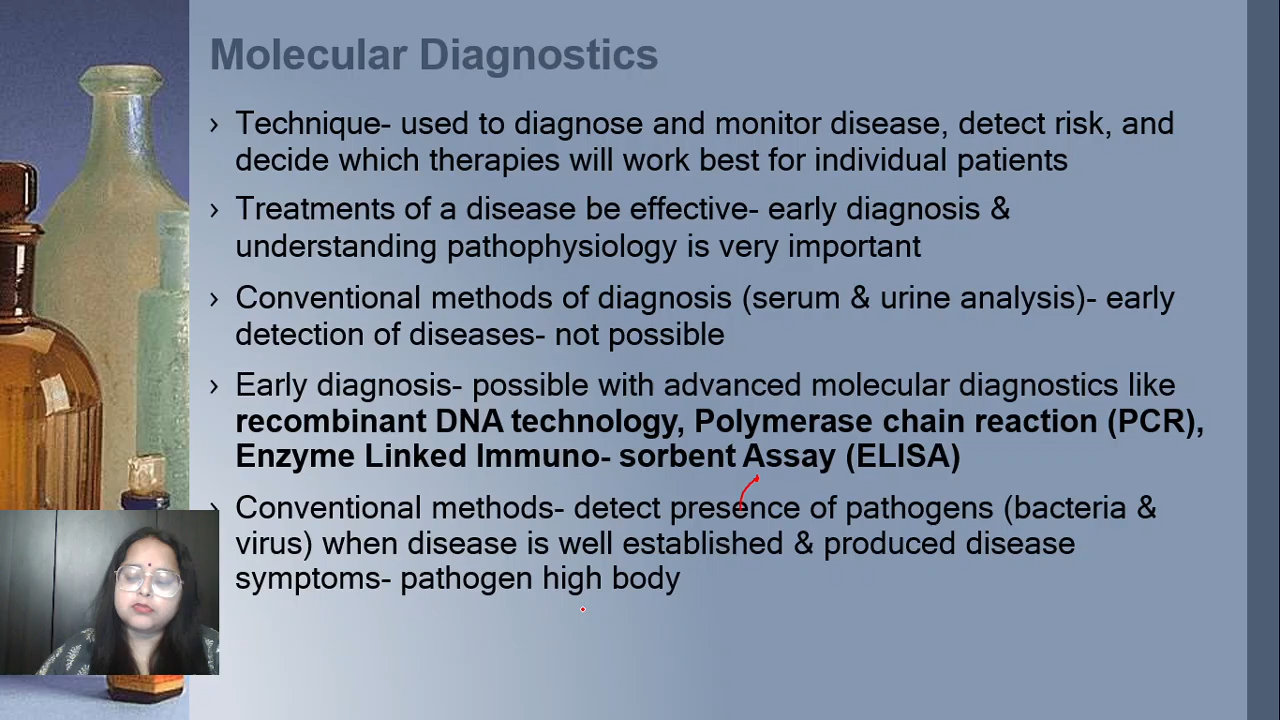 Molecular Diagnostics
› Technique- used to diagnose and monitor disease, detect risk, and
decide which therapies will work best for individual patients
› Treatments of a disease be effective- early diagnosis &
understanding pathophysiology is very important
› Conventional methods of diagnosis (serum & urine analysis)- early
detection of diseases- not possible
› Early diagnosis- possible with advanced molecular diagnostics like
recombinant DNA technology, Polymerase chain reaction (PCR),
Enzyme Linked Immuno- sorbent Assay (ELISA)
› Conventional methods- detect presence of pathogens (bacteria &
virus) when disease is well established & produced disease
symptoms- pathogen high body